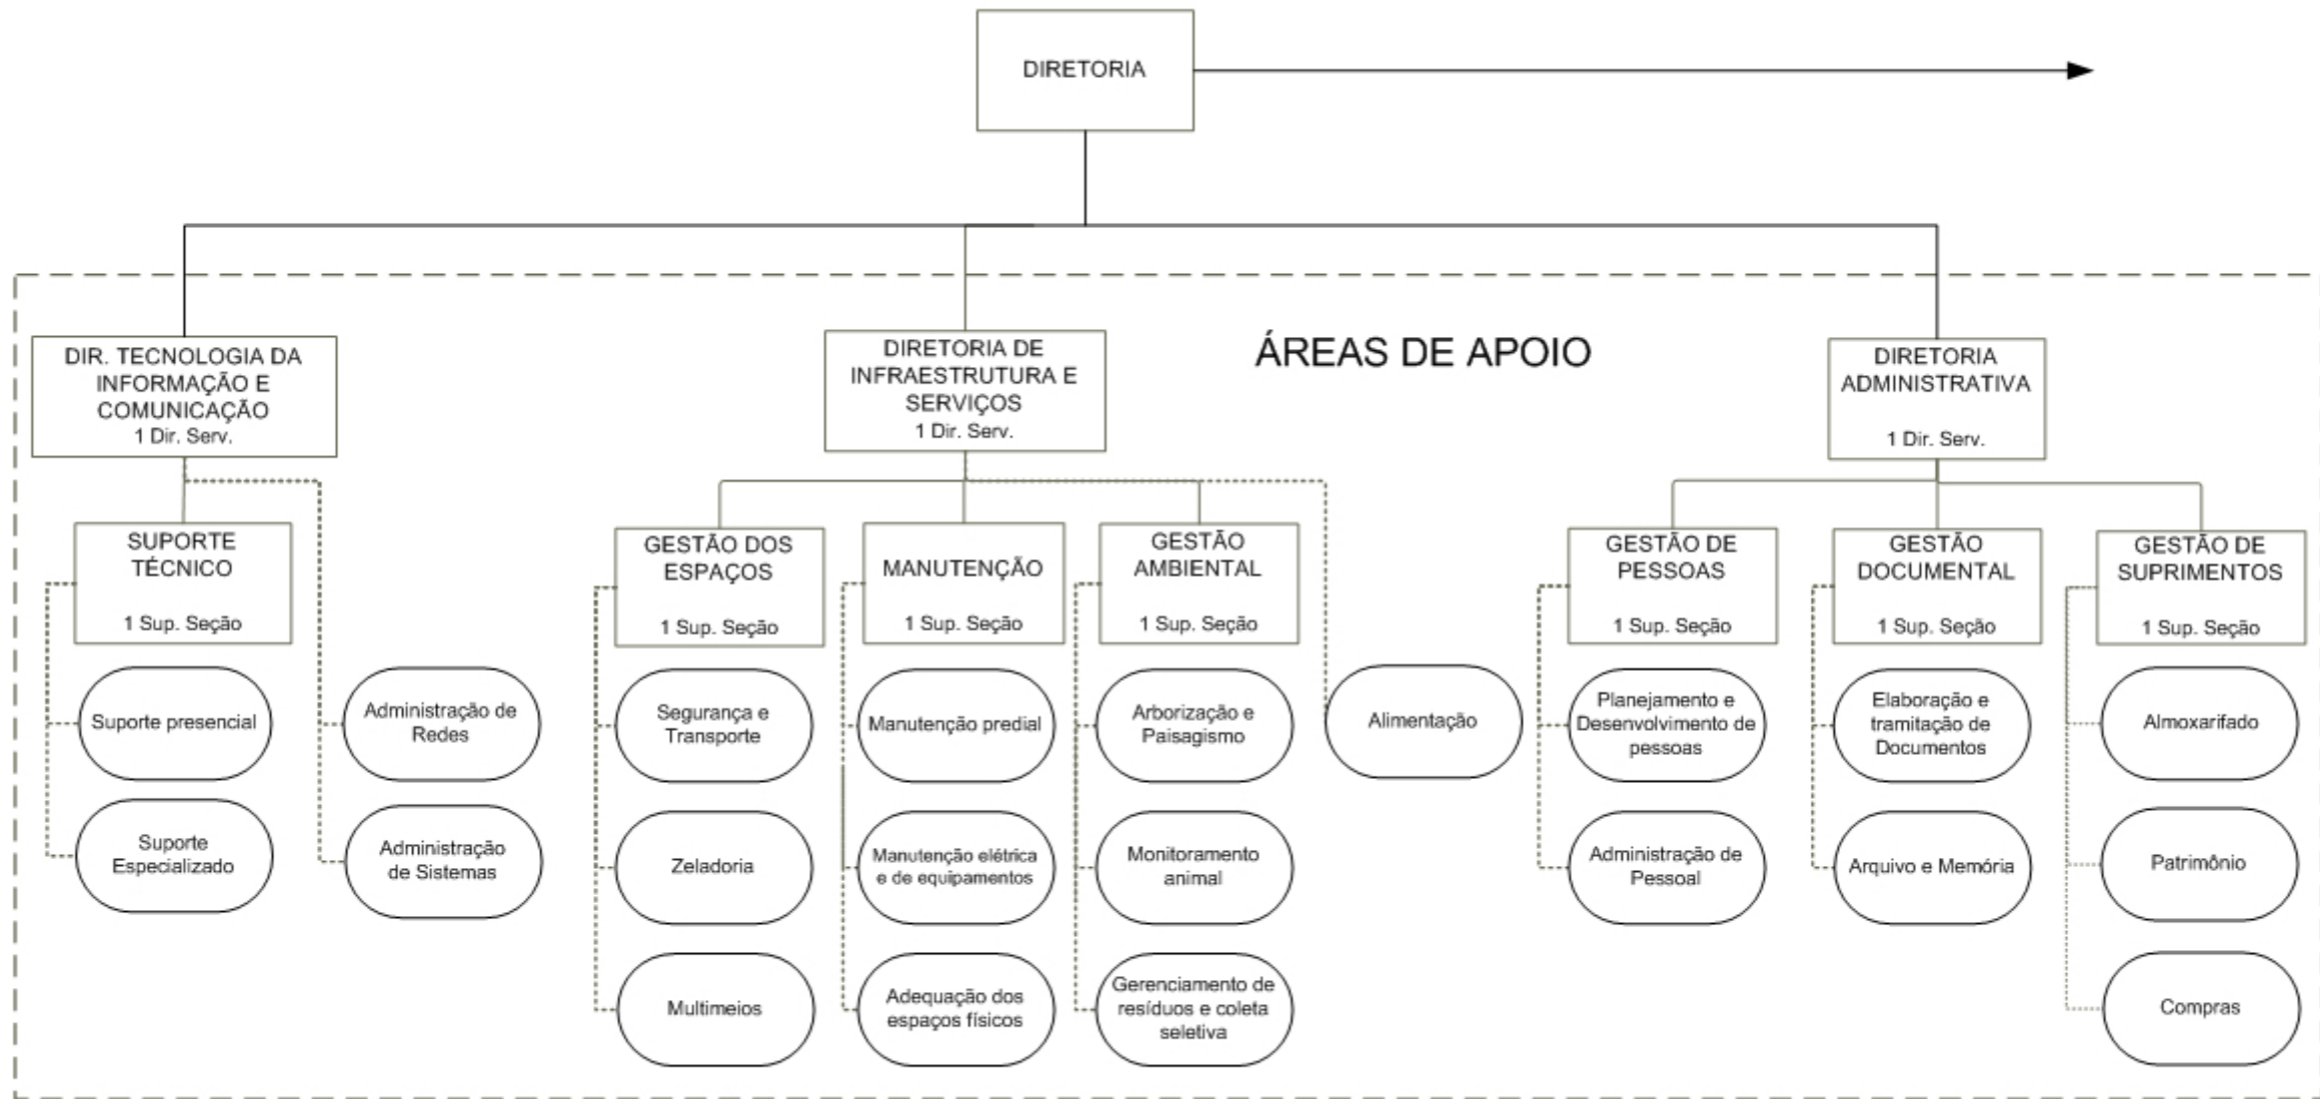 DIRETORIA
ÁREAS DE APOIO
DIR. TECNOLOGIA DA
INFORMAÇÃO E
COMUNICAÇÃO
1 Dir. Serv.
DIRETORIA DE
INFRAESTRUTURA E
SERVIÇOS
1 Dir. Serv.
DIRETORIA
ADMINISTRATIVA
1 Dir. Serv.
SUPORTE
TÉCNICO
1 Sup. Seção
GESTÃO DOS
ESPAÇOS
1 Sup. Seção
MANUTENÇÃO
1 Sup. Seção
GESTÃO
AMBIENTAL
1 Sup. Seção
GESTÃO DE
PESSOAS
1 Sup. Seção
GESTÃO
DOCUMENTAL
1 Sup. Seção
GESTÃO DE
SUPRIMENTOS
1 Sup. Seção
Suporte presencial
Administração de
Redes
Segurança e
Transporte
Manutenção predial
Arborização e
Paisagismo
Alimentação
Planejamento e
Desenvolvimento de
pessoas
Elaboração e
tramitação de
Documentos
Almoxarifado
Suporte
Especializado
Administração
de Sistemas
Zeladoria
Manutenção elétrica
e de equipamentos
Monitoramento
animal
Administração de
Pessoal
Arquivo e Memória
Patrimônio
Multimeios
Adequação dos
espaços físicos
Gerenciamento de
resíduos e coleta
seletiva
Compras